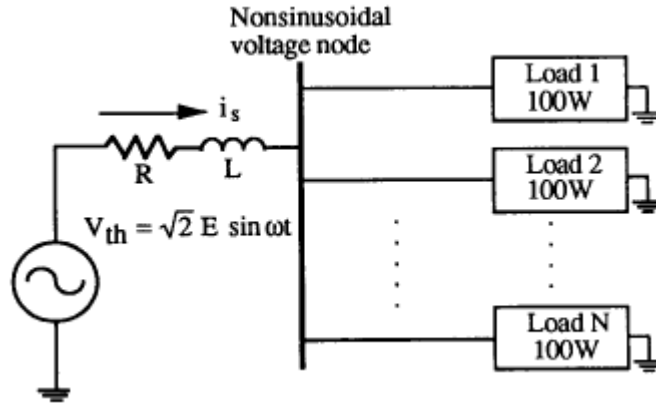 Nonsinusoidal
voltage node
Load 1
100W
i_s
R
L
Load 2
100W
V_th = √2 E sin ωt
Load N
100W